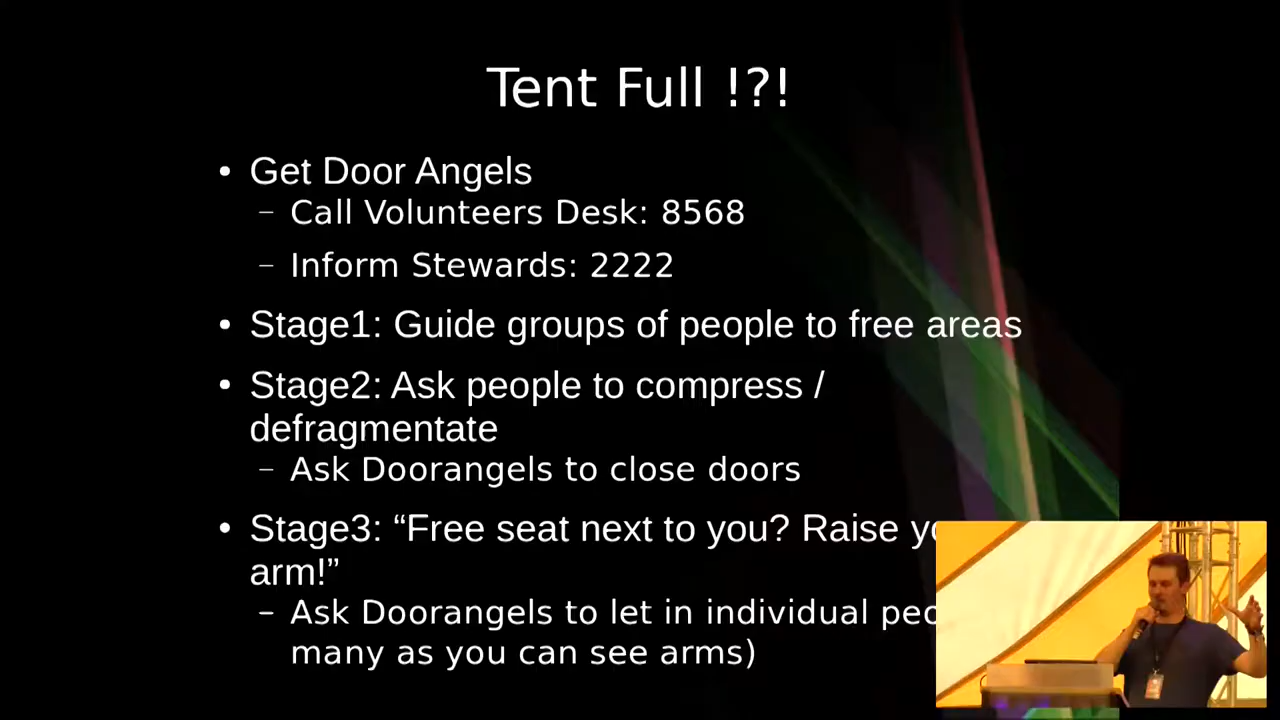 Tent Full !?!
• Get Door Angels
– Call Volunteers Desk: 8568
– Inform Stewards: 2222
• Stage1: Guide groups of people to free areas
• Stage2: Ask people to compress /
defragmentate
– Ask Doorangels to close doors
• Stage3: “Free seat next to you? Raise
arm!”
– Ask Doorangels to let in individual
many as you can see arms)